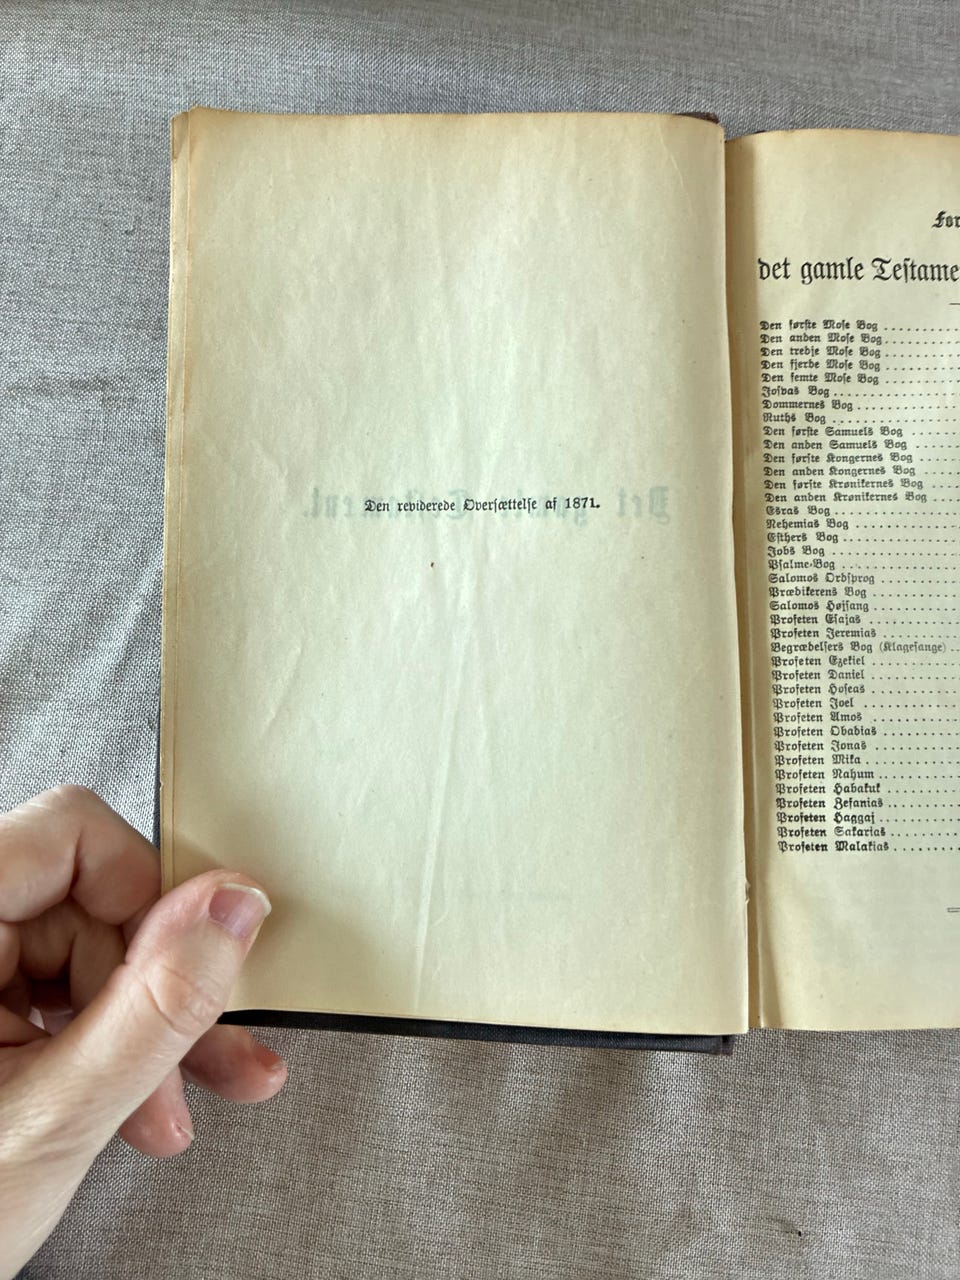 Den reviderede Oversættelse af 1871.
det gamle
Den første Mose Bog
Den anden Mose Bog
Den tredje Mose Bog
Den fjerde Mose Bog
Den femte Mose Bog
Josvas Bog
Dommernes Bog
Ruths Bog
Den første Samuels Bog
Den anden Samuels Bog
Den første Kongernes Bog
Den anden Kongernes Bog
Den første Krønikernes Bog
Den anden Krønikernes Bog
Esras Bog
Nehemias Bog
Esthers Bog
Jobs Bog
Psalme-Bog
Salomos Ordsprog
Prædikerens Bog
Salomos Højsang
Profeten Esajas
Profeten Jeremias
Begrædelsers Bog (Klagesange)
Profeten Ezekiel
Profeten Daniel
Profeten Hoseas
Profeten Joel
Profeten Amos
Profeten Obadias
Profeten Jonas
Profeten Mika
Profeten Nahum
Profeten Habakuk
Profeten Zefanias
Profeten Haggaj
Profeten Sakarias
Profeten Malakias